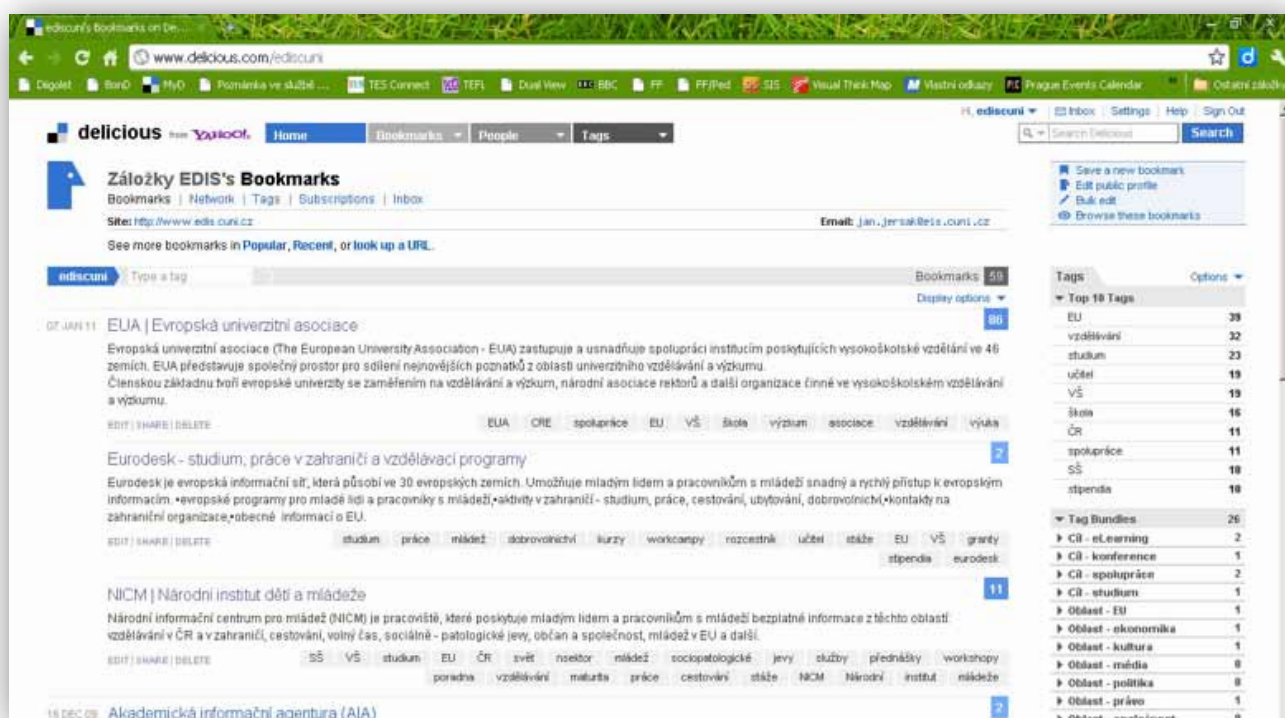 ediscuni's Bookmarks on De...
www.delicious.com/ediscuni
Diigolet BonD MyD Poznámka ve službě ... TES Connect TEFL Dual View BBC FF FF/Ped SIS Visual Think Map Vlastní odkazy Prague Events Calendar Ostatní záložky
Hi, ediscuni Inbox Settings Help Sign Out
delicious from YAHOO! Home Bookmarks People Tags Search Delicious Search
Záložky EDIS's Bookmarks
Bookmarks | Network | Tags | Subscriptions | Inbox
Site: http://www.edis.cuni.cz Email: jan.jersak@eis.cuni.cz
See more bookmarks in Popular, Recent, or look up a URL.
Save a new bookmark
Edit public profile
Bulk edit
Browse these bookmarks
ediscuni Type a tag Bookmarks 59
Display options
07 JAN 11 EUA | Evropská univerzitní asociace 86
Evropská univerzitní asociace (The European University Association - EUA) zastupuje a usnadňuje spolupráci institucím poskytujících vysokoškolské vzdělání ve 46
zemích. EUA představuje společný prostor pro sdílení nejnovějších poznatků z oblasti univerzitního vzdělávání a výzkumu.
Členskou základnu tvoří evropské univerzity se zaměřením na vzdělávání a výzkum, národní asociace rektorů a další organizace činné ve vysokoškolském vzdělávání
a výzkumu.
EDIT | SHARE | DELETE EUA CRE spolupráce EU VŠ škola výzkum asociace vzdělávání výuka
Eurodesk - studium, práce v zahraničí a vzdělávací programy 2
Eurodesk je evropská informační síť, která působí ve 30 evropských zemích. Umožňuje mladým lidem a pracovníkům s mládeží snadný a rychlý přístup k evropským
informacím. •evropské programy pro mladé lidi a pracovníky s mládeží,•aktivity v zahraničí - studium, práce, cestování, ubytování, dobrovolnictví,•kontakty na
zahraniční organizace,•obecné informací o EU.
EDIT | SHARE | DELETE studium práce mládež dobrovolnictví kurzy workcampy rozcestník učitel stáže EU VŠ granty
stipendia eurodesk
NICM | Národní institut dětí a mládeže 11
Národní informační centrum pro mládež (NICM) je pracoviště, které poskytuje mladým lidem a pracovníkům s mládeží bezplatné informace z těchto oblastí:
vzdělávání v ČR a v zahraničí, cestování, volný čas, sociálně - patologické jevy, občan a společnost, mládež v EU a další.
EDIT | SHARE | DELETE SŠ VŠ studium EU ČR svět nsektor mládež sociopatologické jevy služby přednášky workshopy
poradna vzdělávání maturita práce cestování stáže NICM Národní institut mládeže
16 DEC 09 Akademická informační agentura (AIA) 2
Tags Options
Top 10 Tags
EU 39
vzdělávání 32
studium 23
učitel 19
VŠ 19
škola 16
ČR 11
spolupráce 11
SŠ 10
stipendia 10
Tag Bundles 26
Cíl - eLearning 2
Cíl - konference 1
Cíl - spolupráce 2
Cíl - studium 1
Oblast - EU 1
Oblast - ekonomika 1
Oblast - kultura 1
Oblast - média 8
Oblast - politika 8
Oblast - právo 1
Oblast - společnost